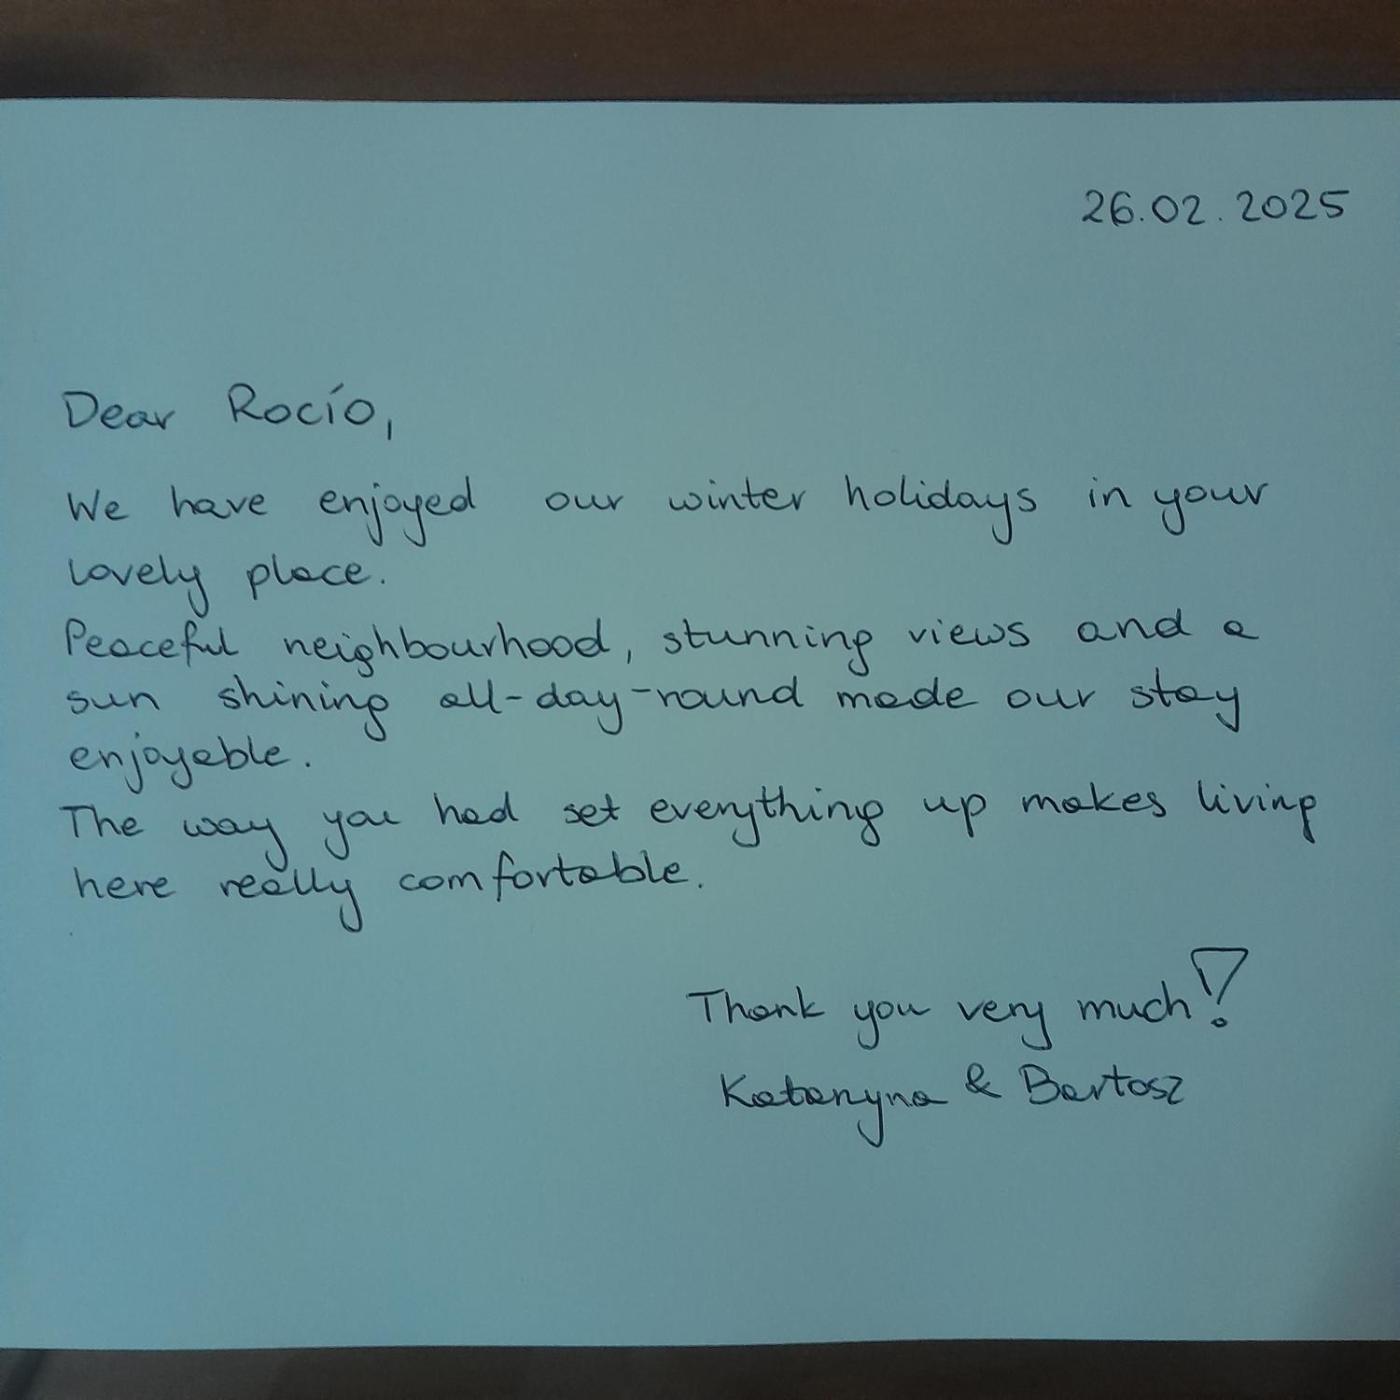 26.02.2025
Dear Rocío,
We have enjoyed our winter holidays in your
lovely place.
Peaceful neighbourhood, stunning views and a
sun shining all-day-round made our stay
enjoyable.
The way you had set everything up makes living
here really comfortable.
Thank you very much!
Katarzyna & Bartosz